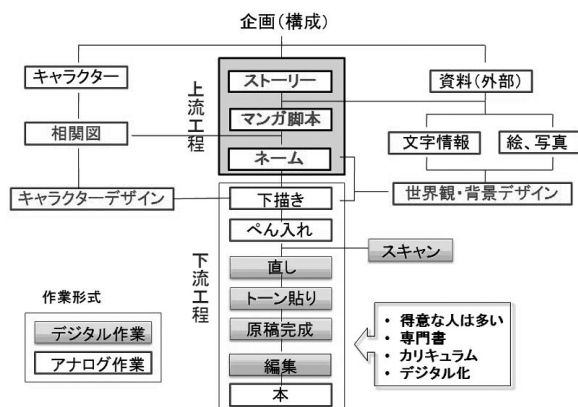 企画(構成)
キャラクター
相関図
キャラクターデザイン
上流工程
ストーリー
マンガ脚本
ネーム
資料(外部)
文字情報
絵、写真
世界観・背景デザイン
下流工程
下描き
ぺん入れ
スキャン
直し
トーン貼り
原稿完成
編集
本
作業形式
デジタル作業
アナログ作業
• 得意な人は多い
• 専門書
• カリキュラム
• デジタル化